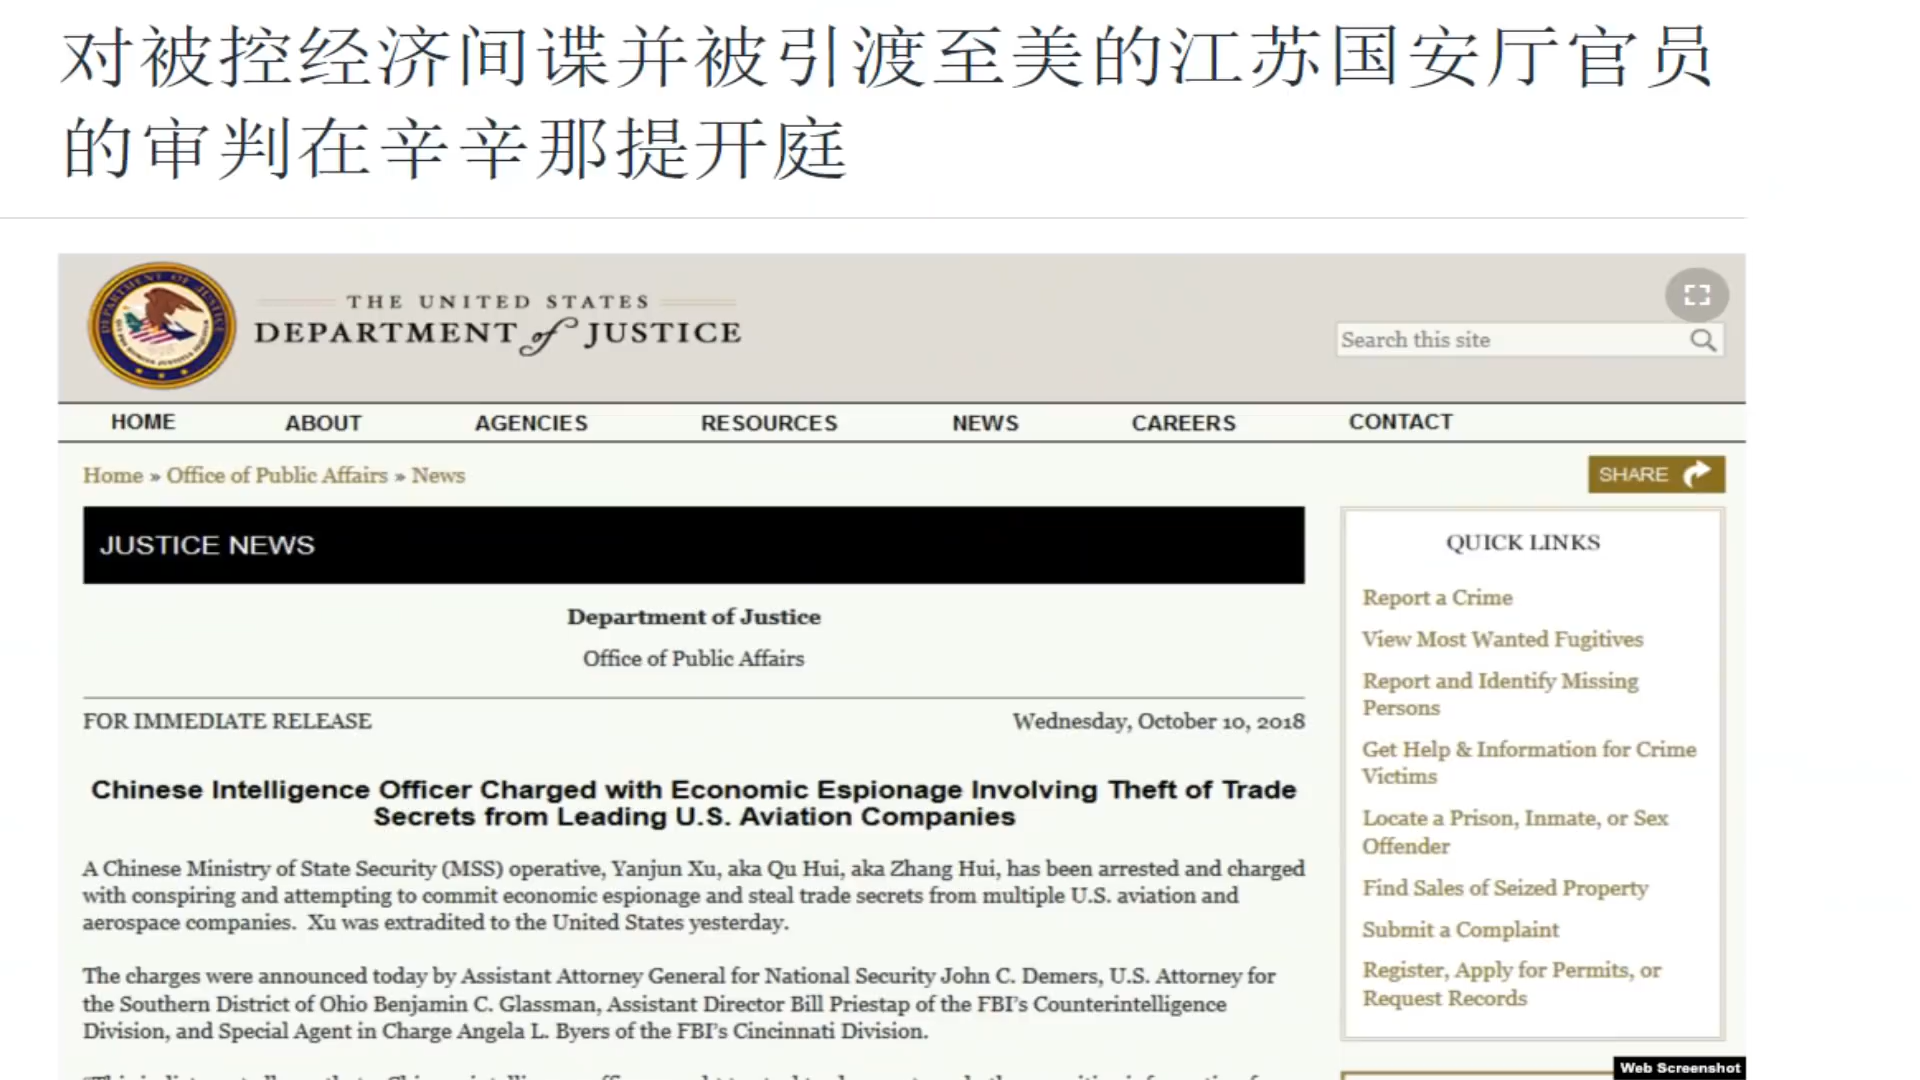 对被控经济间谍并被引渡至美的江苏国安厅官员
的审判在辛辛那提开庭
THE UNITED STATES
DEPARTMENT of JUSTICE
Search this site
HOME ABOUT AGENCIES RESOURCES NEWS CAREERS CONTACT
Home » Office of Public Affairs » News
SHARE
JUSTICE NEWS
Department of Justice
Office of Public Affairs
FOR IMMEDIATE RELEASE
Wednesday, October 10, 2018
Chinese Intelligence Officer Charged with Economic Espionage Involving Theft of Trade
Secrets from Leading U.S. Aviation Companies
A Chinese Ministry of State Security (MSS) operative, Yanjun Xu, aka Qu Hui, aka Zhang Hui, has been arrested and charged
with conspiring and attempting to commit economic espionage and steal trade secrets from multiple U.S. aviation and
aerospace companies. Xu was extradited to the United States yesterday.
The charges were announced today by Assistant Attorney General for National Security John C. Demers, U.S. Attorney for
the Southern District of Ohio Benjamin C. Glassman, Assistant Director Bill Priestap of the FBI's Counterintelligence
Division, and Special Agent in Charge Angela L. Byers of the FBI's Cincinnati Division.
QUICK LINKS
Report a Crime
View Most Wanted Fugitives
Report and Identify Missing
Persons
Get Help & Information for Crime
Victims
Locate a Prison, Inmate, or Sex
Offender
Find Sales of Seized Property
Submit a Complaint
Register, Apply for Permits, or
Request Records
Web Screenshot